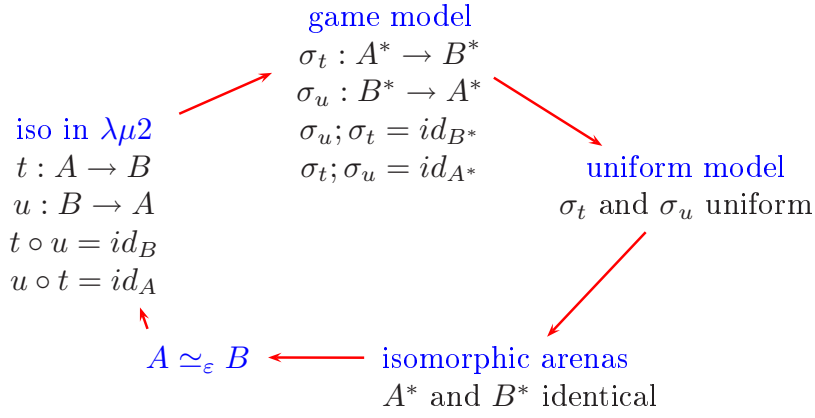 game model
σ_t : A* → B*
σ_u : B* → A*
σ_u; σ_t = id_{B*}
σ_t; σ_u = id_{A*}
iso in λμ2
t : A → B
u : B → A
t ∘ u = id_B
u ∘ t = id_A
uniform model
σ_t and σ_u uniform
A ≃_ε B
isomorphic arenas
A* and B* identical